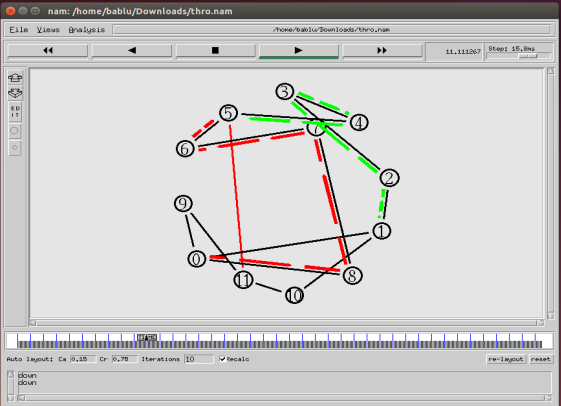 nam: /home/bablu/Downloads/thro.nam
File Views Analysis /home/bablu/Downloads/thro.nam
11.111267 Step: 15.8ms
E D
I T
3
5
4
7
6
2
9
1
0
8
11
10
TIME
Auto layout: Ca 0.15 Cr 0.75 Iterations 10 Recalc re-layout reset
down
down